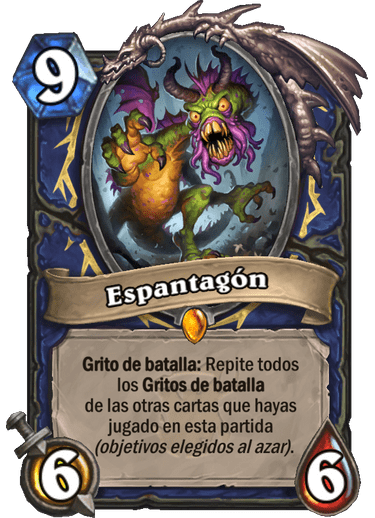 9
Espantagón
Grito de batalla: Repite todos
los Gritos de batalla
de las otras cartas que hayas
jugado en esta partida
(objetivos elegidos al azar).
6
6